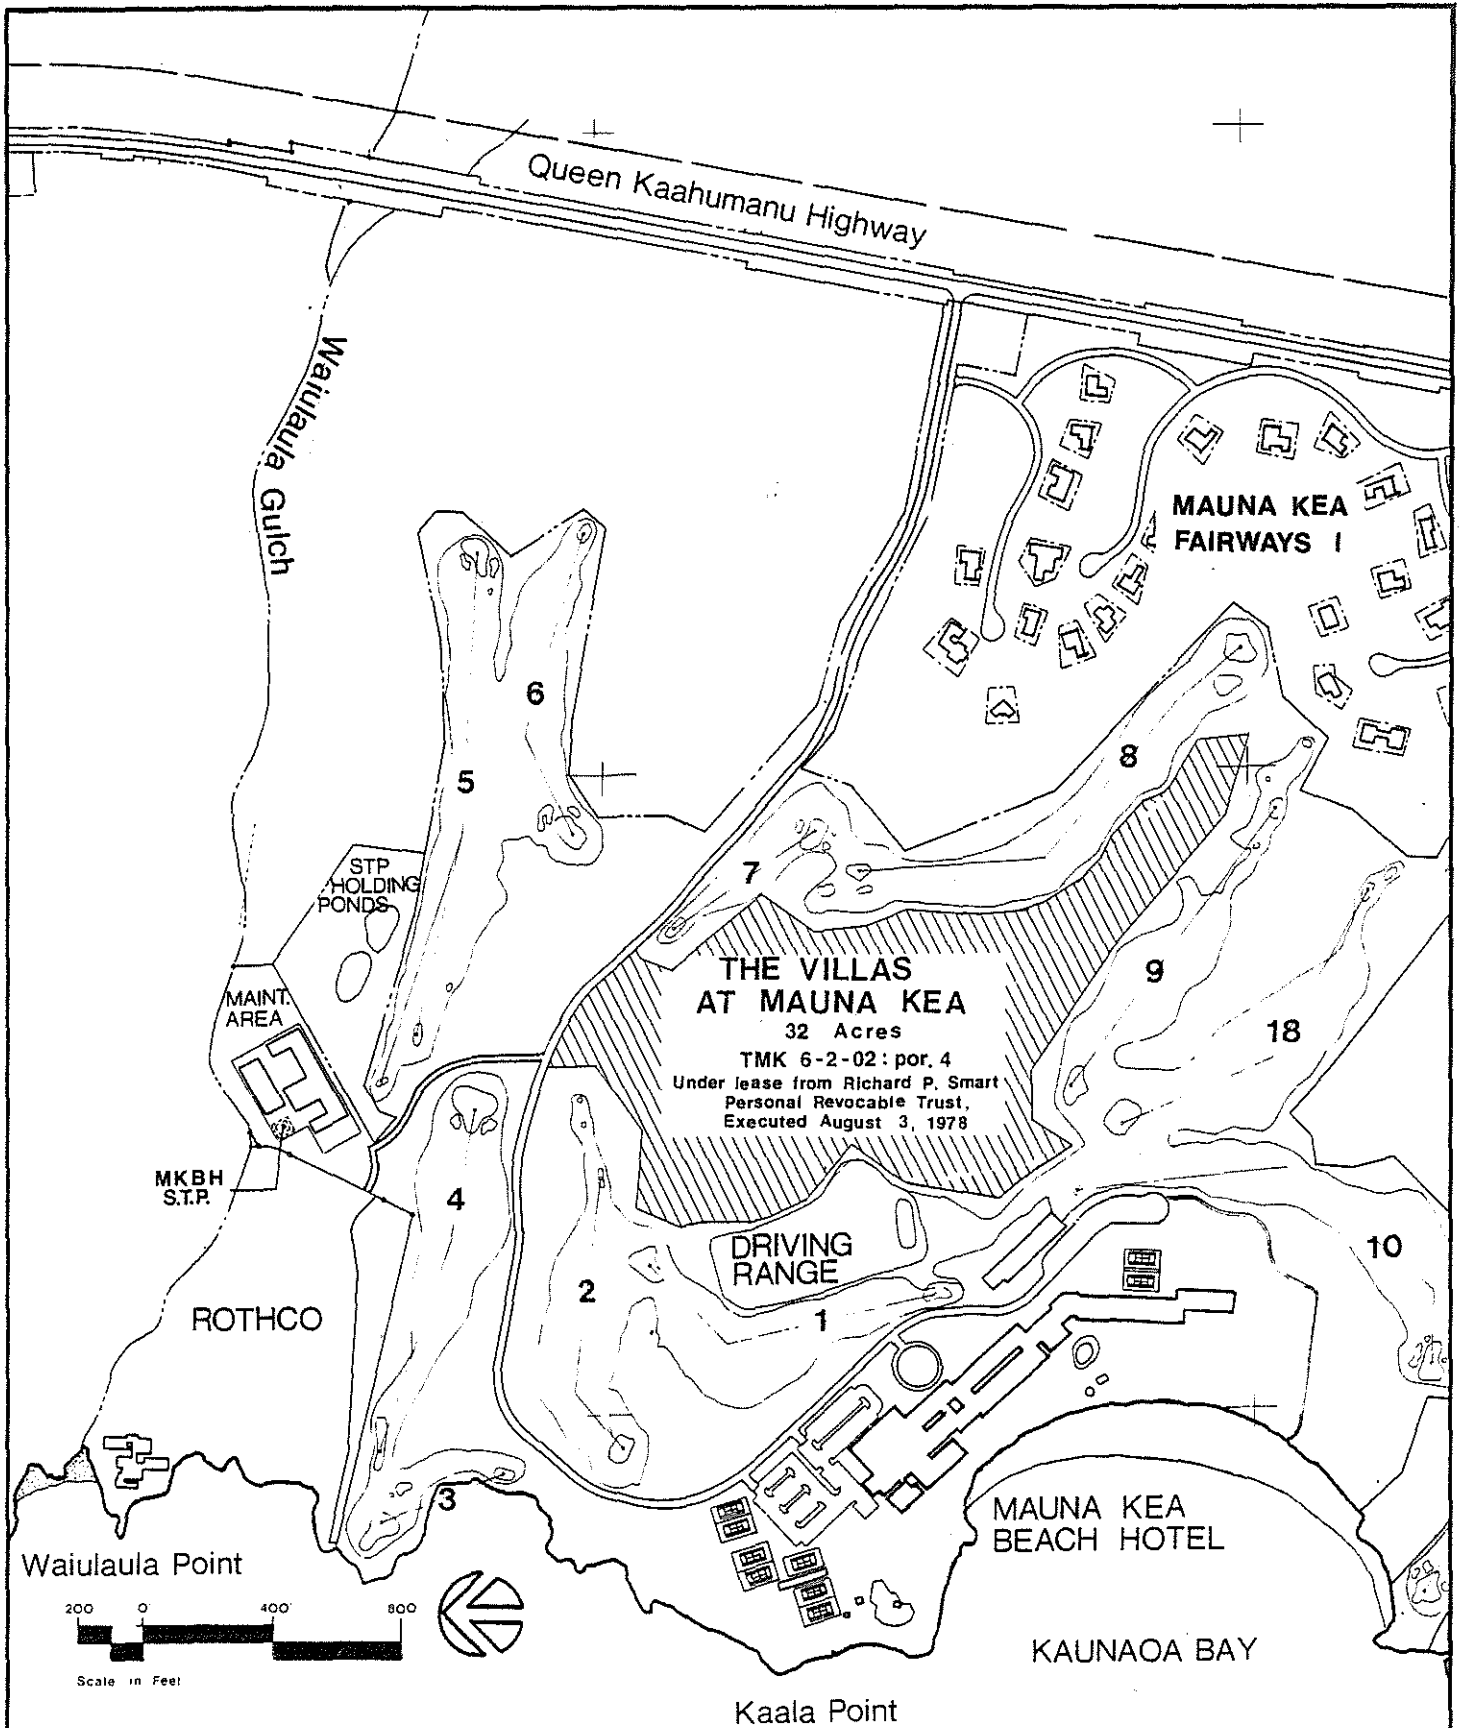 Queen Kaahumanu Highway
Waiulaula Gulch
MAUNA KEA
FAIRWAYS I
6
5
8
7
STP
HOLDING
PONDS
MAINT.
AREA
THE VILLAS
AT MAUNA KEA
32 Acres
TMK 6-2-02: por. 4
Under lease from Richard P. Smart
Personal Revocable Trust,
Executed August 3, 1978
9
18
MKBH
S.T.P.
4
DRIVING
RANGE
10
2
1
ROTHCO
3
MAUNA KEA
BEACH HOTEL
Waiulaula Point
200 0' 400' 800'
Scale in Feet
KAUNAOA BAY
Kaala Point